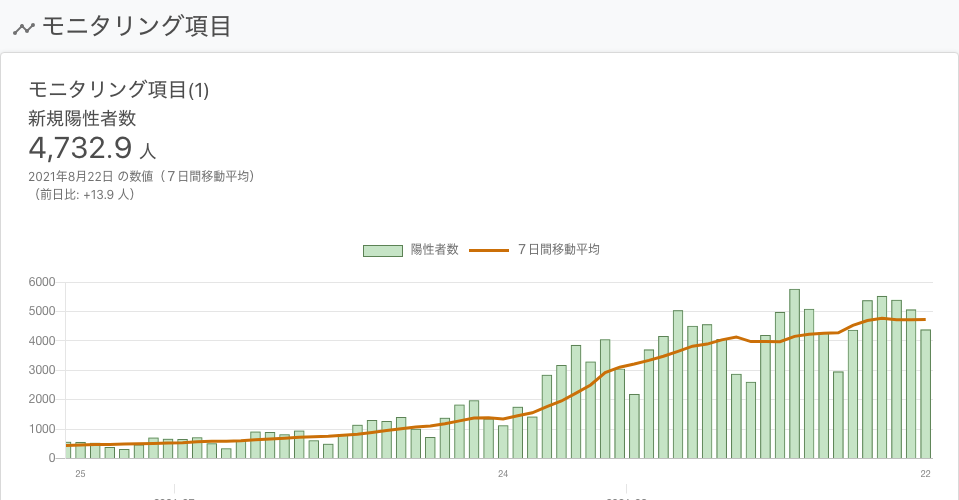 モニタリング項目
モニタリング項目(1)
新規陽性者数
4,732.9 人
2021年8月22日 の数値（７日間移動平均）
（前日比: +13.9 人）
陽性者数 ７日間移動平均
6000
5000
4000
3000
2000
1000
0
25 24 22